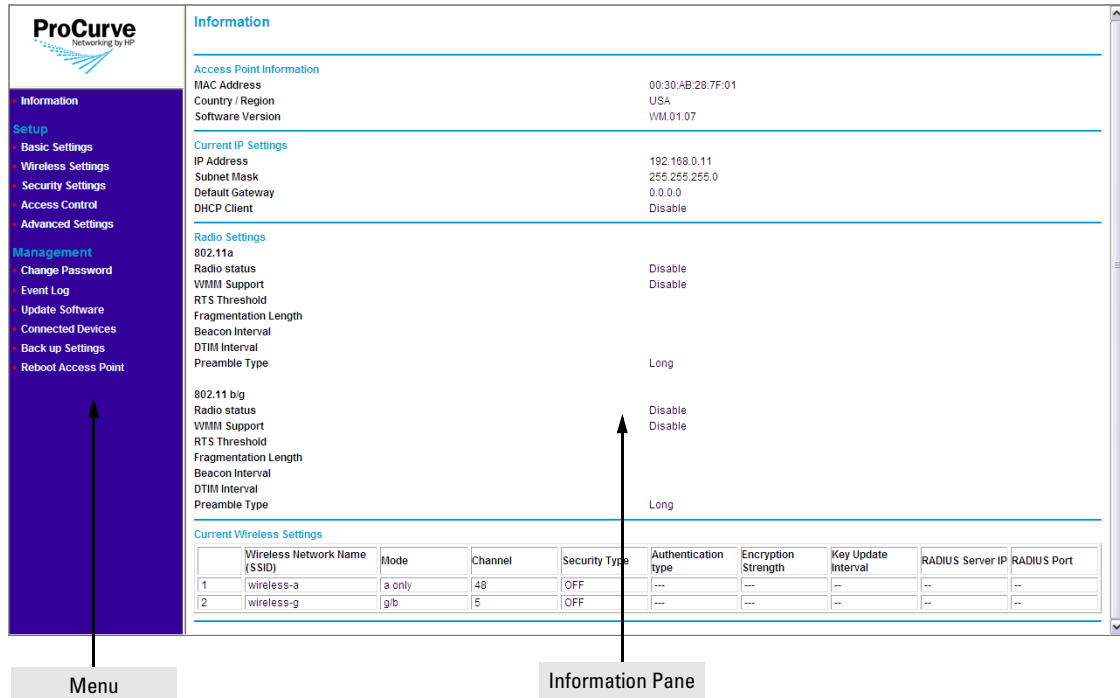 ProCurve
Networking by HP
Information
Setup
Basic Settings
Wireless Settings
Security Settings
Access Control
Advanced Settings
Management
Change Password
Event Log
Update Software
Connected Devices
Back up Settings
Reboot Access Point
Information
Access Point Information
MAC Address 00:30:AB:28:7F:01
Country / Region USA
Software Version WM.01.07
Current IP Settings
IP Address 192.168.0.11
Subnet Mask 255.255.255.0
Default Gateway 0.0.0.0
DHCP Client Disable
Radio Settings
802.11a
Radio status Disable
WMM Support Disable
RTS Threshold
Fragmentation Length
Beacon Interval
DTIM Interval
Preamble Type Long
802.11 b/g
Radio status Disable
WMM Support Disable
RTS Threshold
Fragmentation Length
Beacon Interval
DTIM Interval
Preamble Type Long
Current Wireless Settings
Wireless Network Name (SSID) Mode Channel Security Type Authentication type Encryption Strength Key Update Interval RADIUS Server IP RADIUS Port
1 wireless-a a only 48 OFF --- --- -- -- --
2 wireless-g g/b 5 OFF --- --- -- -- --
Menu
Information Pane